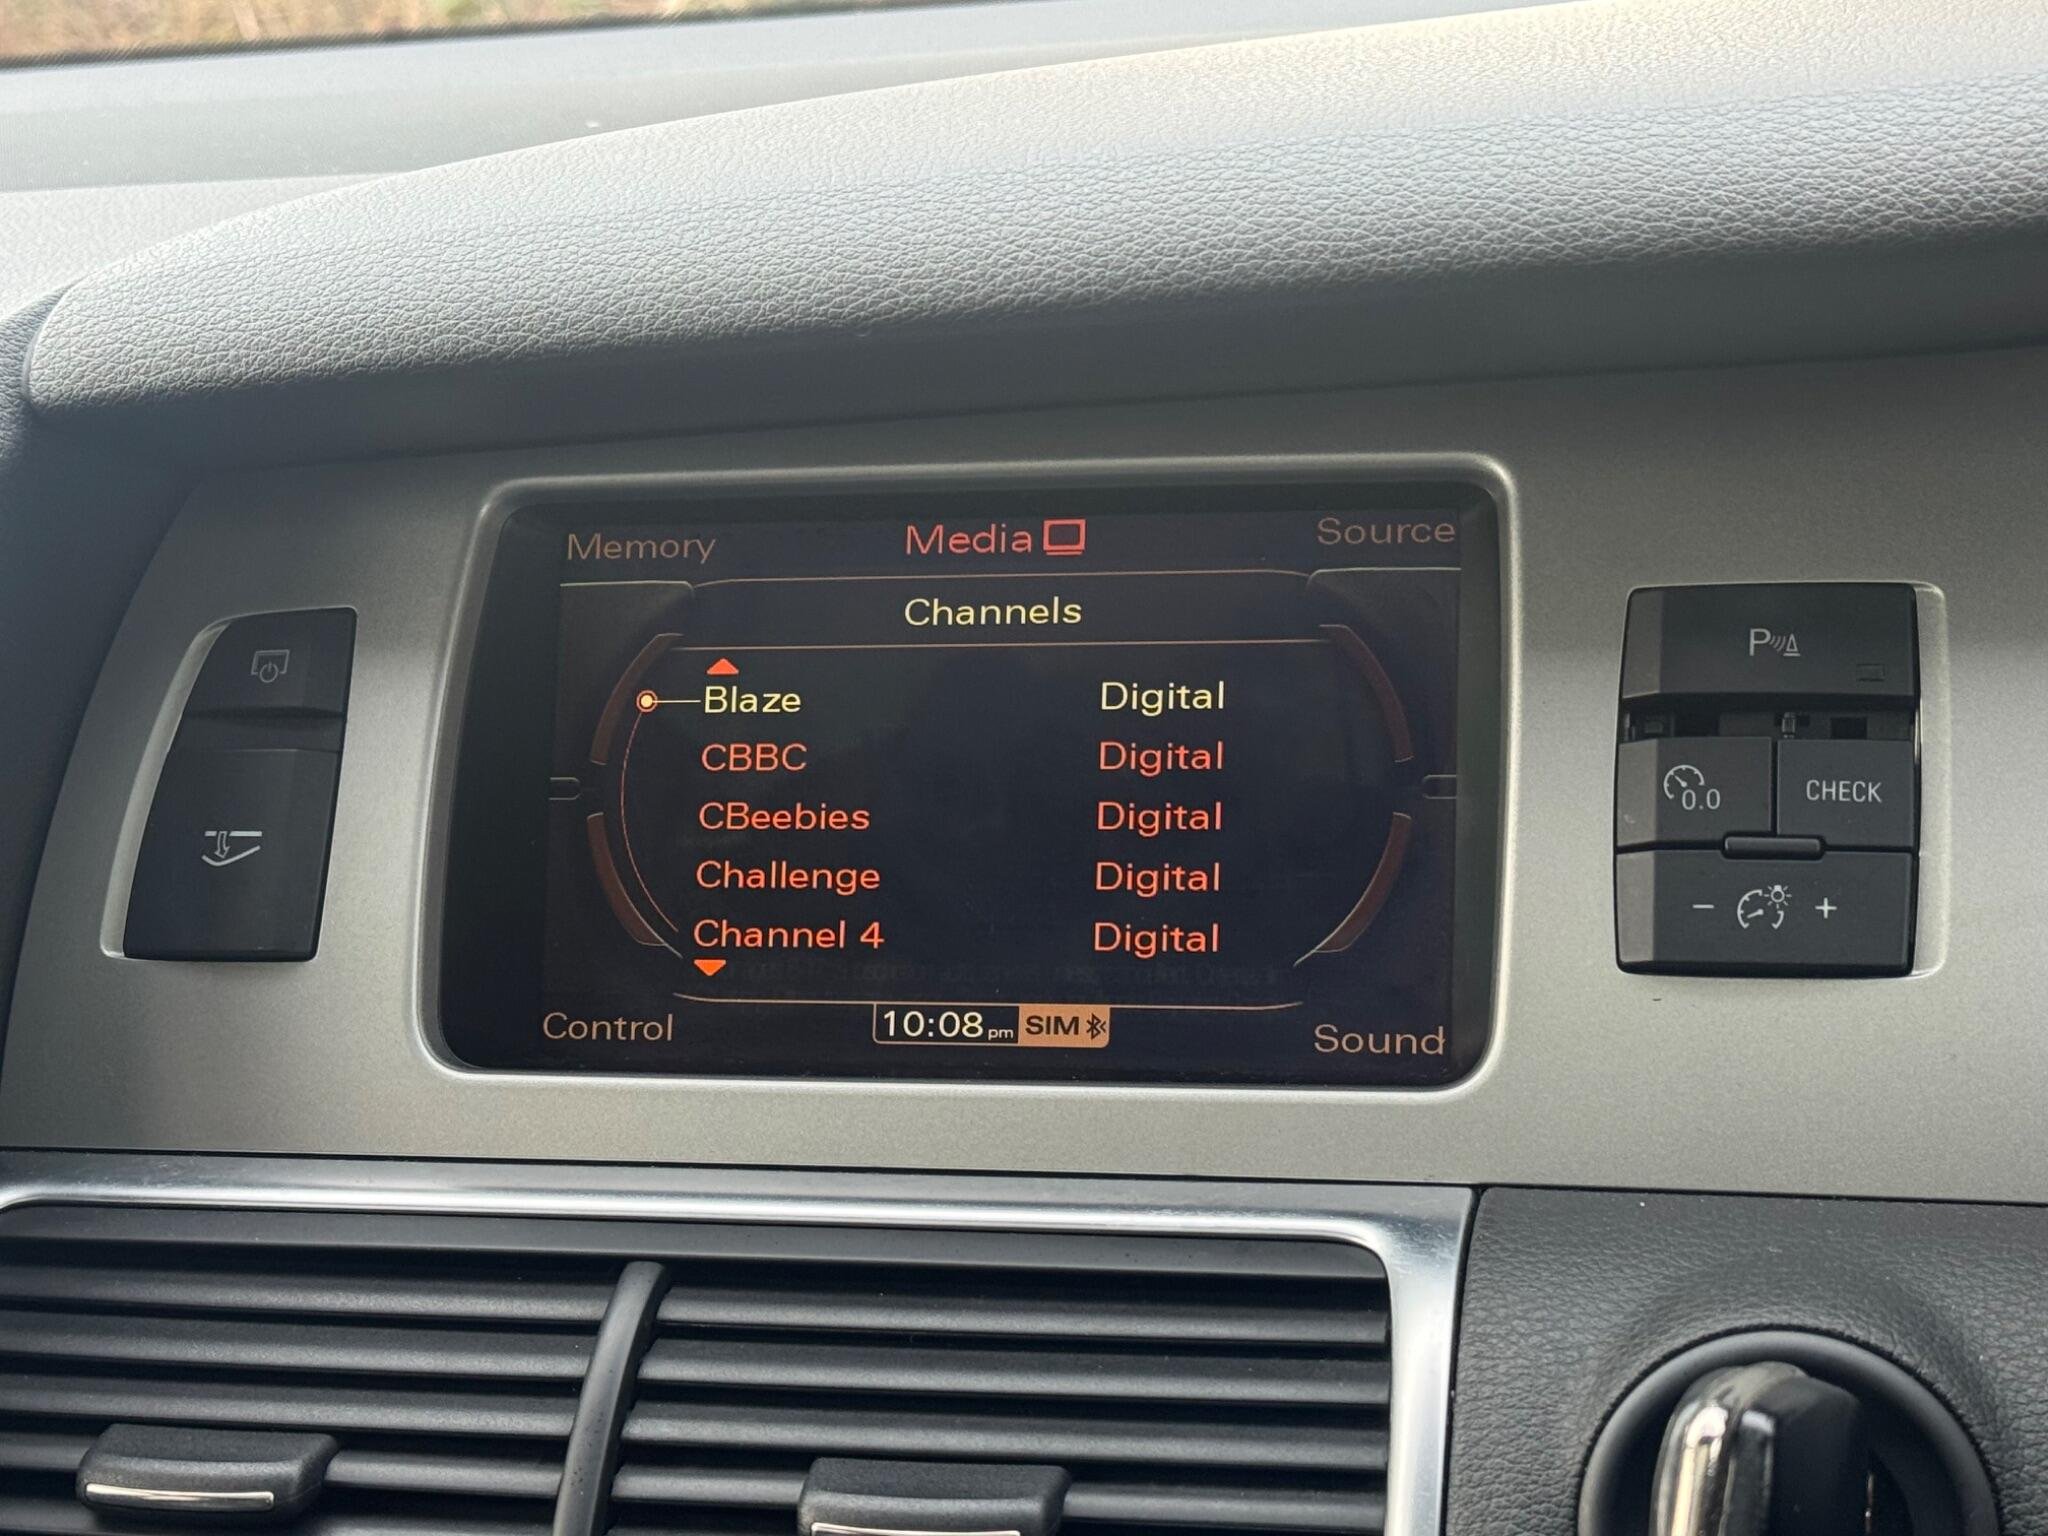 Memory
Media
Source
Channels
Blaze Digital
CBBC Digital
CBeebies Digital
Challenge Digital
Channel 4 Digital
Control
10:08 pm SIM
Sound
P
0.0
CHECK
- +